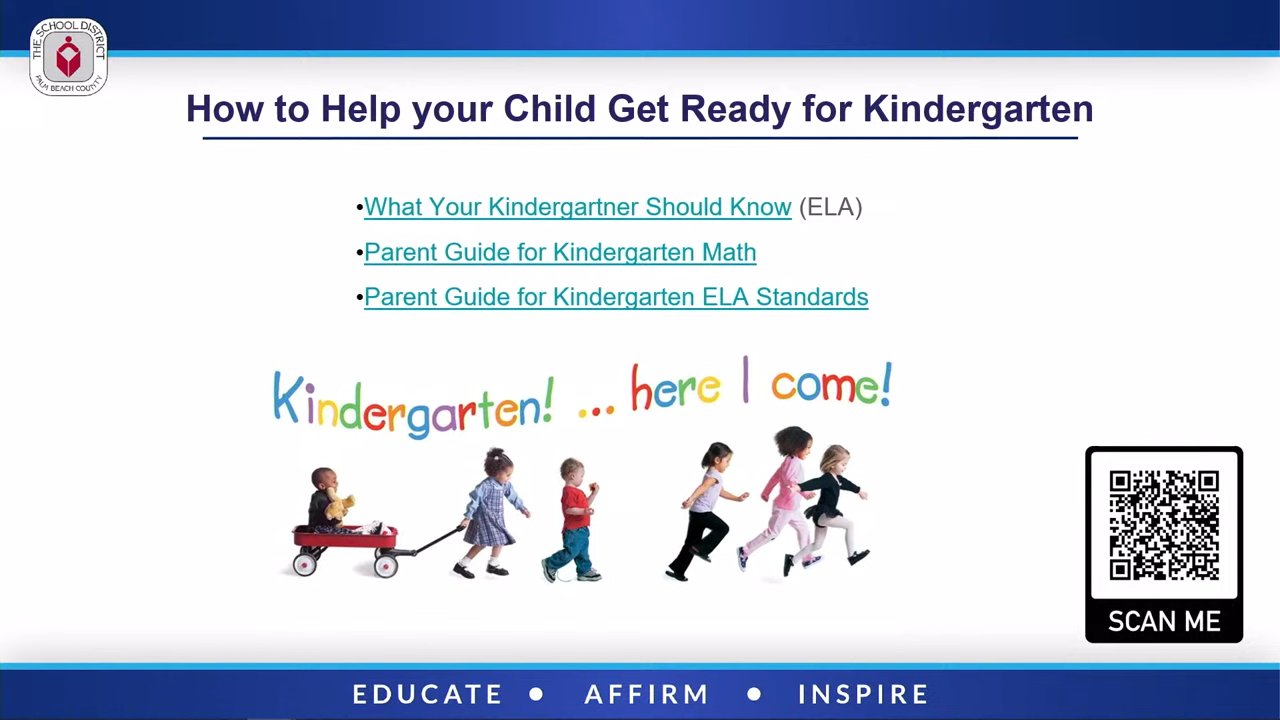 THE SCHOOL DISTRICT
PALM BEACH COUNTY
How to Help your Child Get Ready for Kindergarten
•What Your Kindergartner Should Know (ELA)
•Parent Guide for Kindergarten Math
•Parent Guide for Kindergarten ELA Standards
Kindergarten! ... here I come!
SCAN ME
EDUCATE • AFFIRM • INSPIRE